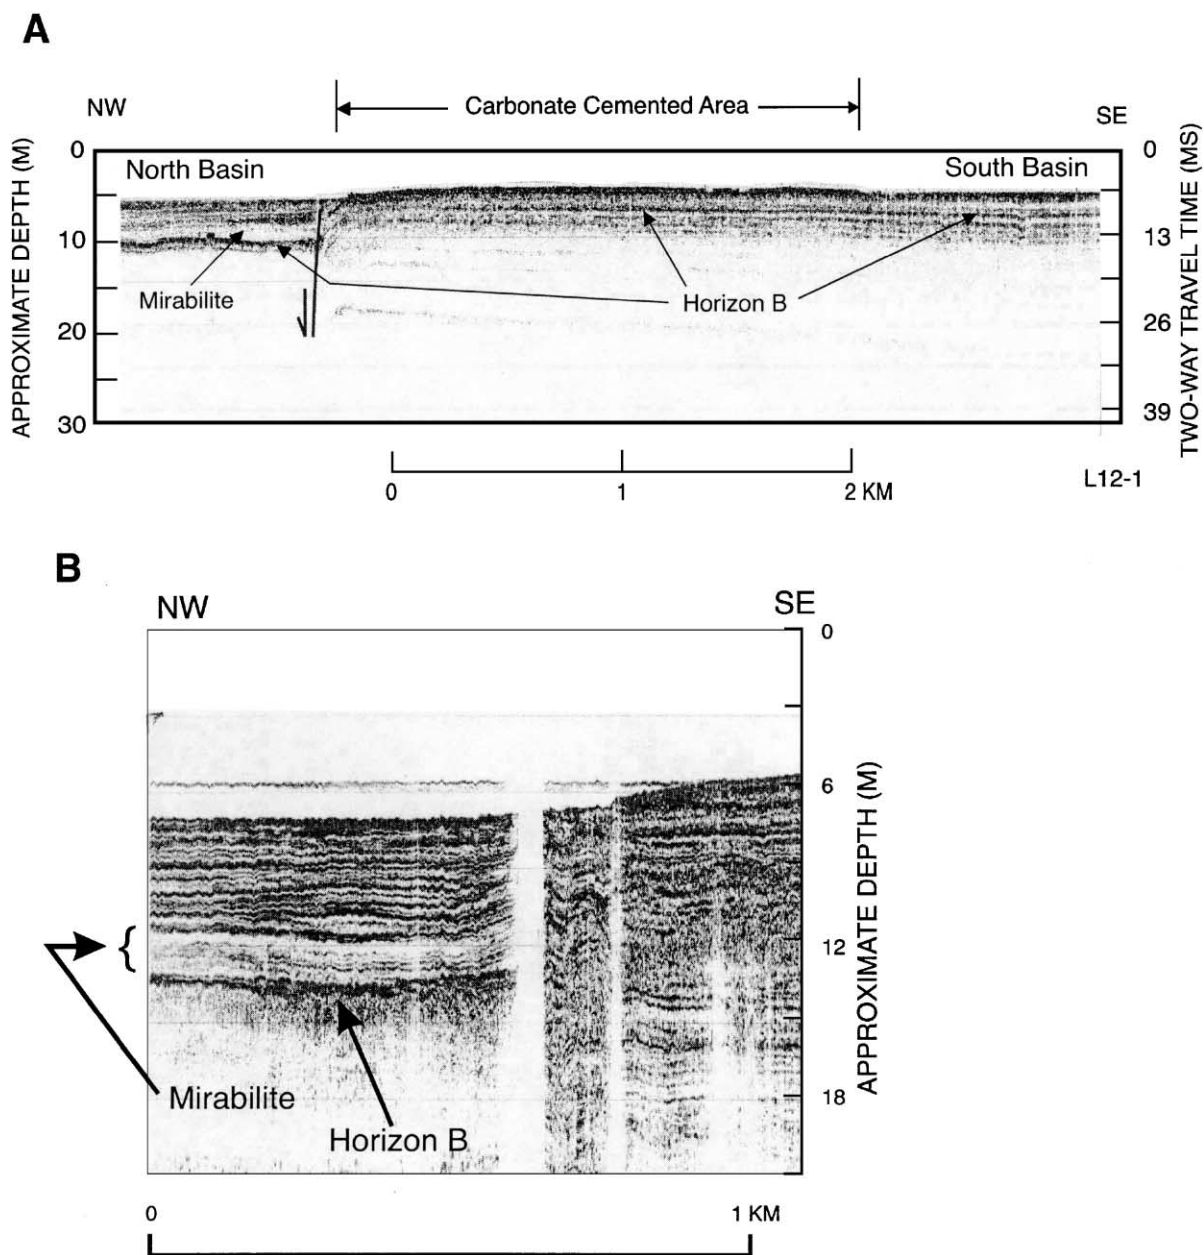 A
NW
Carbonate Cemented Area
SE
APPROXIMATE DEPTH (M)
TWO-WAY TRAVEL TIME (MS)
0
0
North Basin
South Basin
10
13
Mirabilite
Horizon B
20
26
30
39
0
1
2 KM
L12-1
B
NW
SE
0
6
12
18
APPROXIMATE DEPTH (M)
{
Mirabilite
Horizon B
0
1 KM